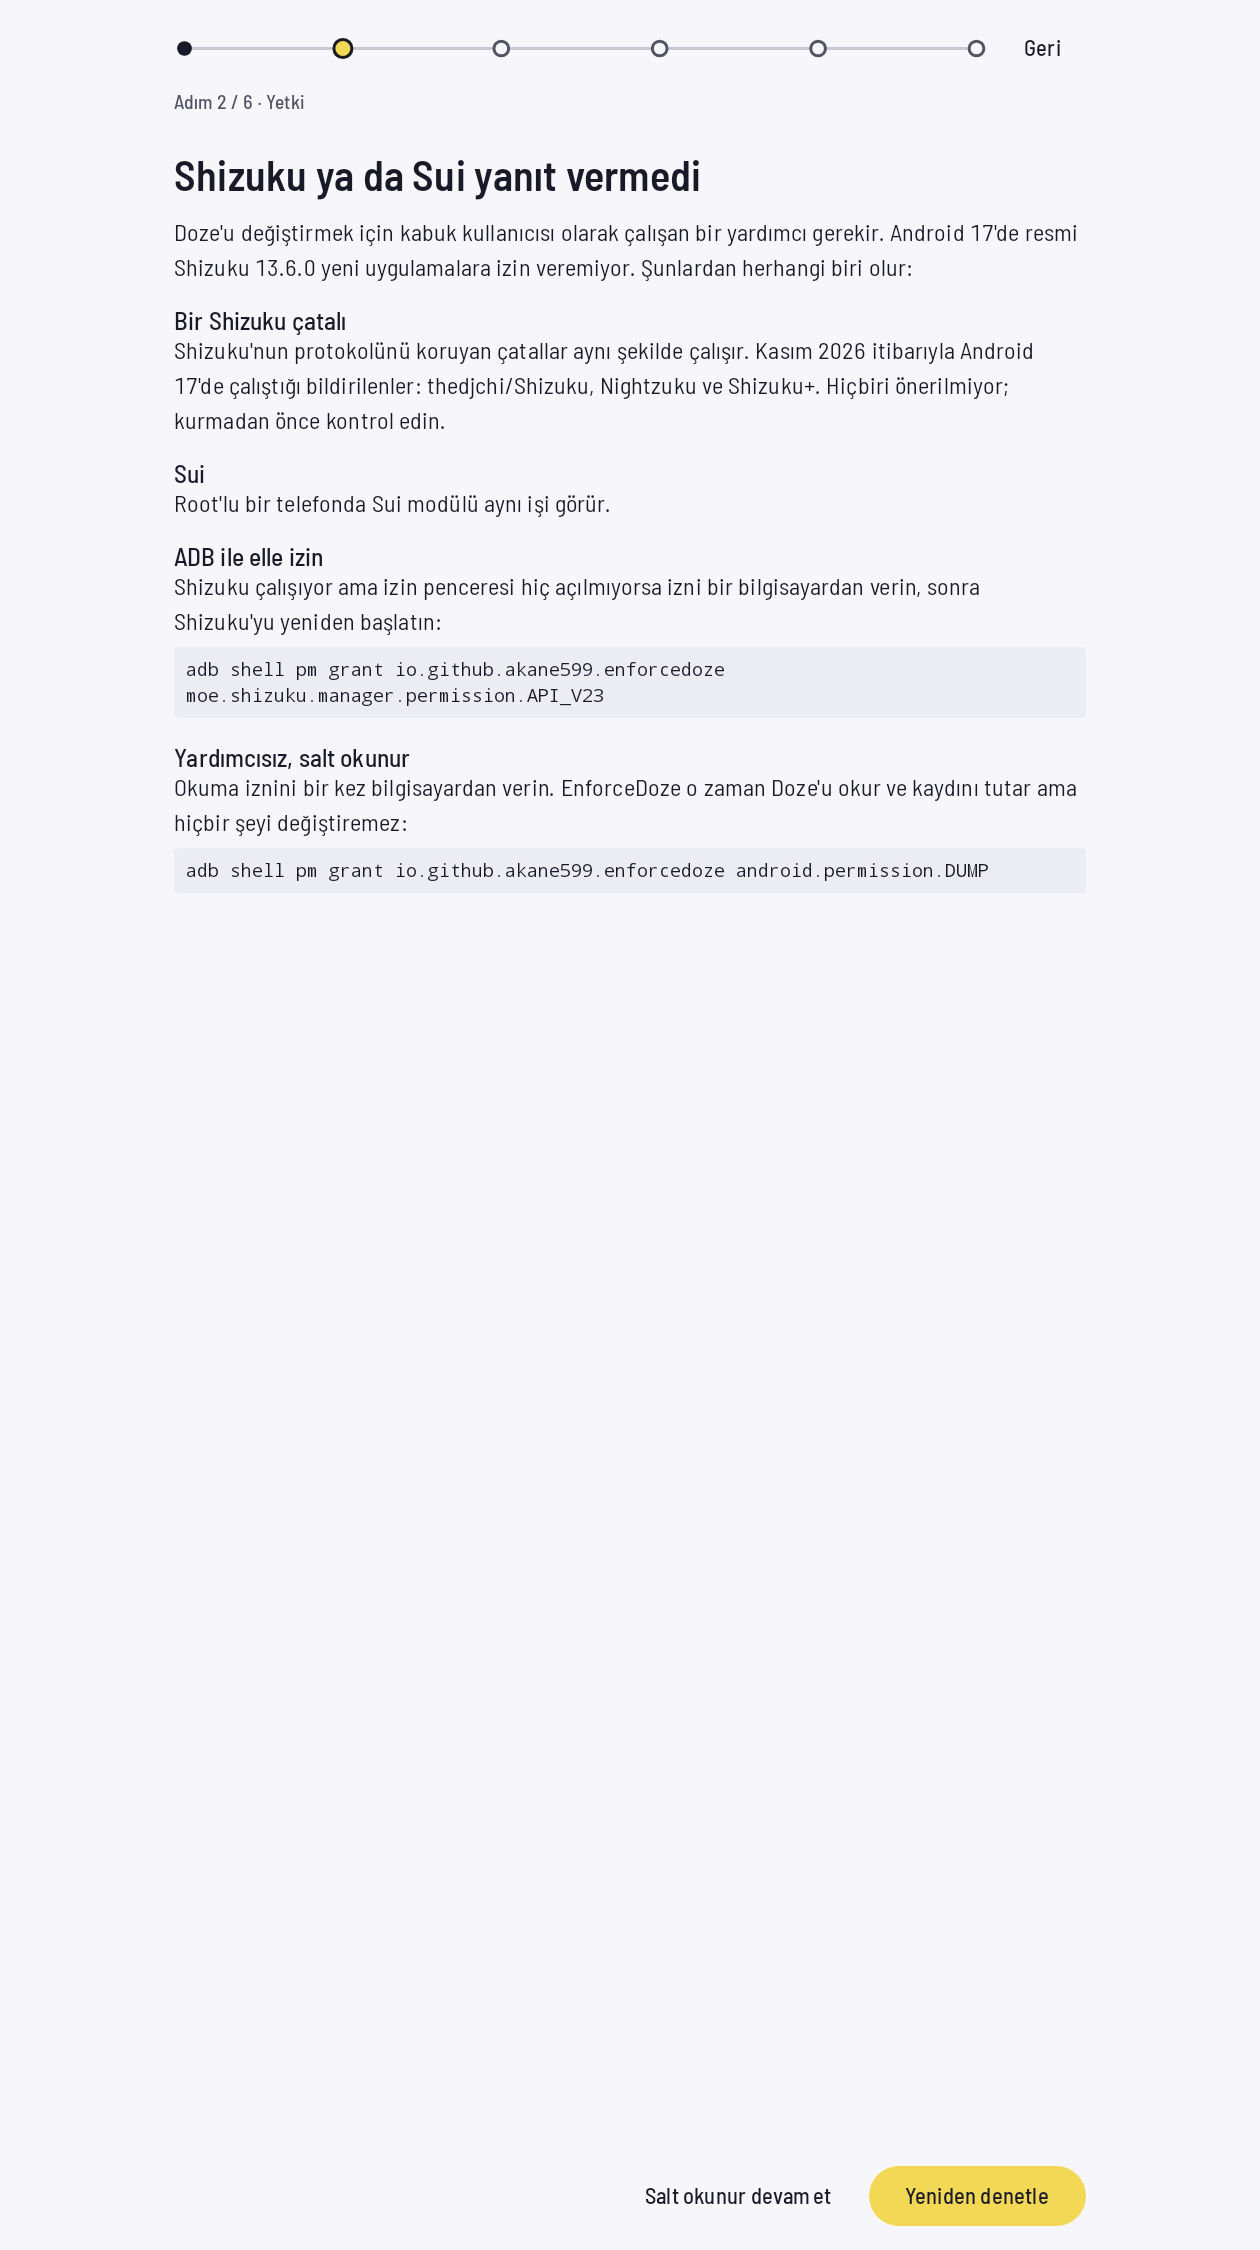 Geri
Adım 2 / 6 · Yetki
Shizuku ya da Sui yanıt vermedi
Doze'u değiştirmek için kabuk kullanıcısı olarak çalışan bir yardımcı gerekir. Android 17'de resmi
Shizuku 13.6.0 yeni uygulamalara izin veremiyor. Şunlardan herhangi biri olur:
Bir Shizuku çatalı
Shizuku'nun protokolünü koruyan çatallar aynı şekilde çalışır. Kasım 2026 itibarıyla Android
17'de çalıştığı bildirilenler: thedjchi/Shizuku, Nightzuku ve Shizuku+. Hiçbiri önerilmiyor;
kurmadan önce kontrol edin.
Sui
Root'lu bir telefonda Sui modülü aynı işi görür.
ADB ile elle izin
Shizuku çalışıyor ama izin penceresi hiç açılmıyorsa izni bir bilgisayardan verin, sonra
Shizuku'yu yeniden başlatın:
adb shell pm grant io.github.akane599.enforcedoze
moe.shizuku.manager.permission.API_V23
Yardımcısız, salt okunur
Okuma iznini bir kez bilgisayardan verin. EnforceDoze o zaman Doze'u okur ve kaydını tutar ama
hiçbir şeyi değiştiremez:
adb shell pm grant io.github.akane599.enforcedoze android.permission.DUMP
Salt okunur devam et
Yeniden denetle